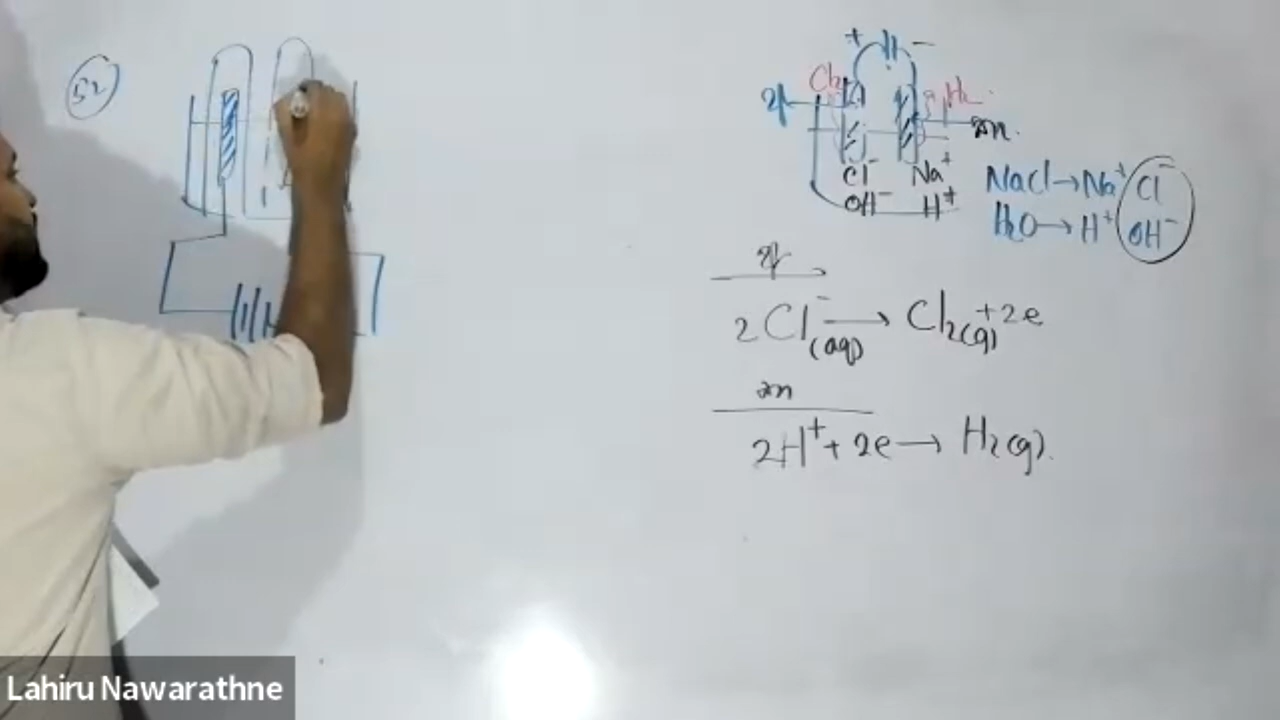 52
+ −
Cl₂ H₂
Cl⁻ Na⁺
OH⁻ H⁺
NaCl→Na⁺ Cl⁻
H₂O→H⁺ OH⁻
2Cl⁻(aq) → Cl₂(g) +2e
2H⁺ + 2e → H₂(g).
Lahiru Nawarathne